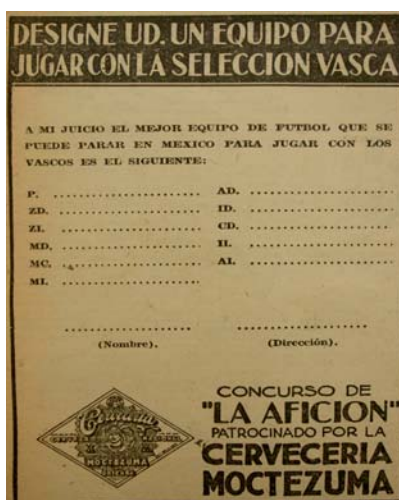 DESIGNE UD. UN EQUIPO PARA
JUGAR CON LA SELECCION VASCA
A MI JUICIO EL MEJOR EQUIPO DE FUTBOL QUE SE
PUEDE PARAR EN MEXICO PARA JUGAR CON LOS
VASCOS ES EL SIGUIENTE:
P. ........................
ZD. ........................
ZI. ........................
MD. ........................
MC. ........................
MI. ........................
AD. ........................
ID. ........................
CD. ........................
II. ........................
AI. ........................
(Nombre). (Dirección).
CONCURSO DE
"LA AFICION"
PATROCINADO POR LA
CERVECERIA
MOCTEZUMA
Cerveza
MOCTEZUMA